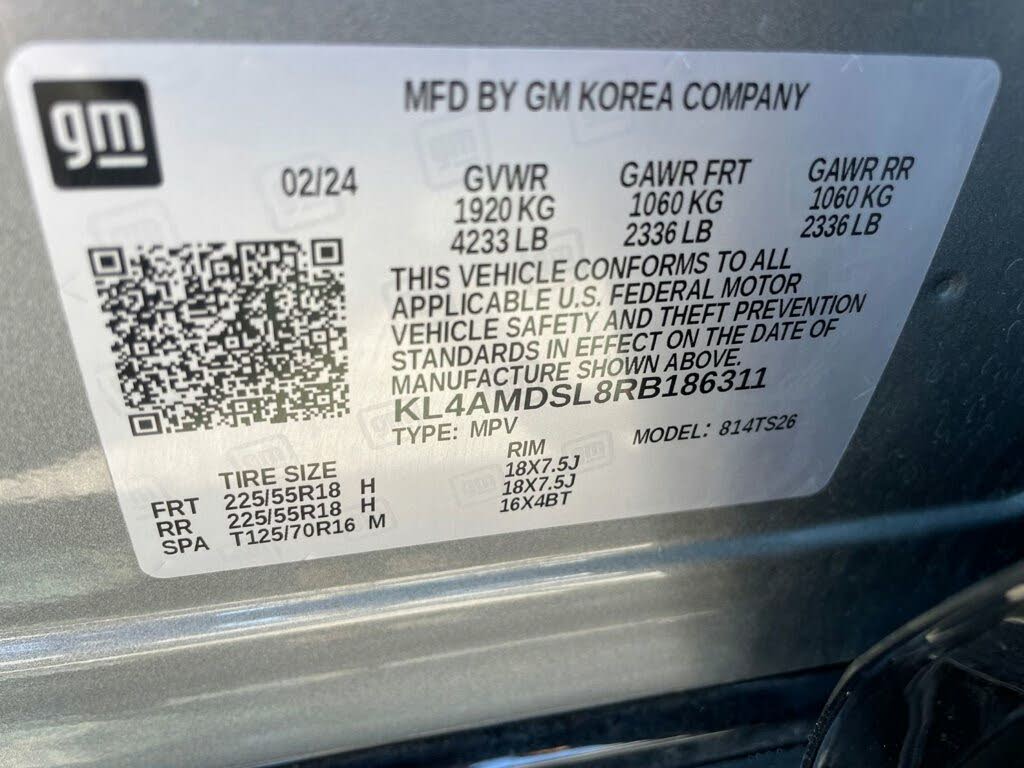 gm
MFD BY GM KOREA COMPANY
02/24
GVWR GAWR FRT GAWR RR
1920 KG 1060 KG 1060 KG
4233 LB 2336 LB 2336 LB
THIS VEHICLE CONFORMS TO ALL
APPLICABLE U.S. FEDERAL MOTOR
VEHICLE SAFETY AND THEFT PREVENTION
STANDARDS IN EFFECT ON THE DATE OF
MANUFACTURE SHOWN ABOVE.
KL4AMDSL8RB186311
TYPE: MPV MODEL: 814TS26
TIRE SIZE RIM
FRT 225/55R18 H 18X7.5J
RR 225/55R18 H 18X7.5J
SPA T125/70R16 M 16X4BT